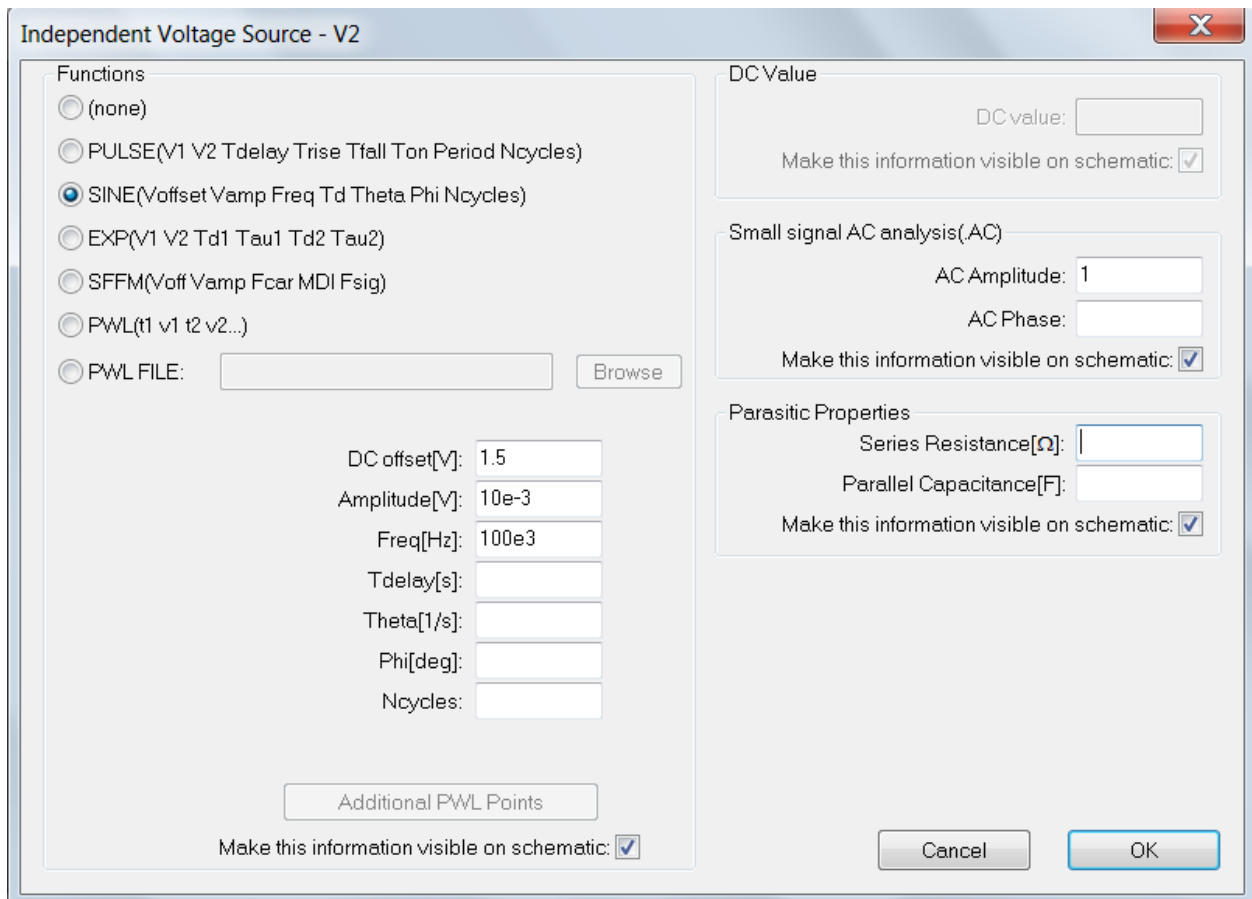 Independent Voltage Source - V2
X
Functions
(none)
PULSE(V1 V2 Tdelay Trise Tfall Ton Period Ncycles)
SINE(Voffset Vamp Freq Td Theta Phi Ncycles)
EXP(V1 V2 Td1 Tau1 Td2 Tau2)
SFFM(Voff Vamp Fcar MDI Fsig)
PWL(t1 v1 t2 v2...)
PWL FILE: Browse
DC offset[V]: 1.5
Amplitude[V]: 10e-3
Freq[Hz]: 100e3
Tdelay[s]:
Theta[1/s]:
Phi[deg]:
Ncycles:
Additional PWL Points
Make this information visible on schematic:
DC Value
DC value:
Make this information visible on schematic:
Small signal AC analysis(.AC)
AC Amplitude: 1
AC Phase:
Make this information visible on schematic:
Parasitic Properties
Series Resistance[Ω]:
Parallel Capacitance[F]:
Make this information visible on schematic:
Cancel OK